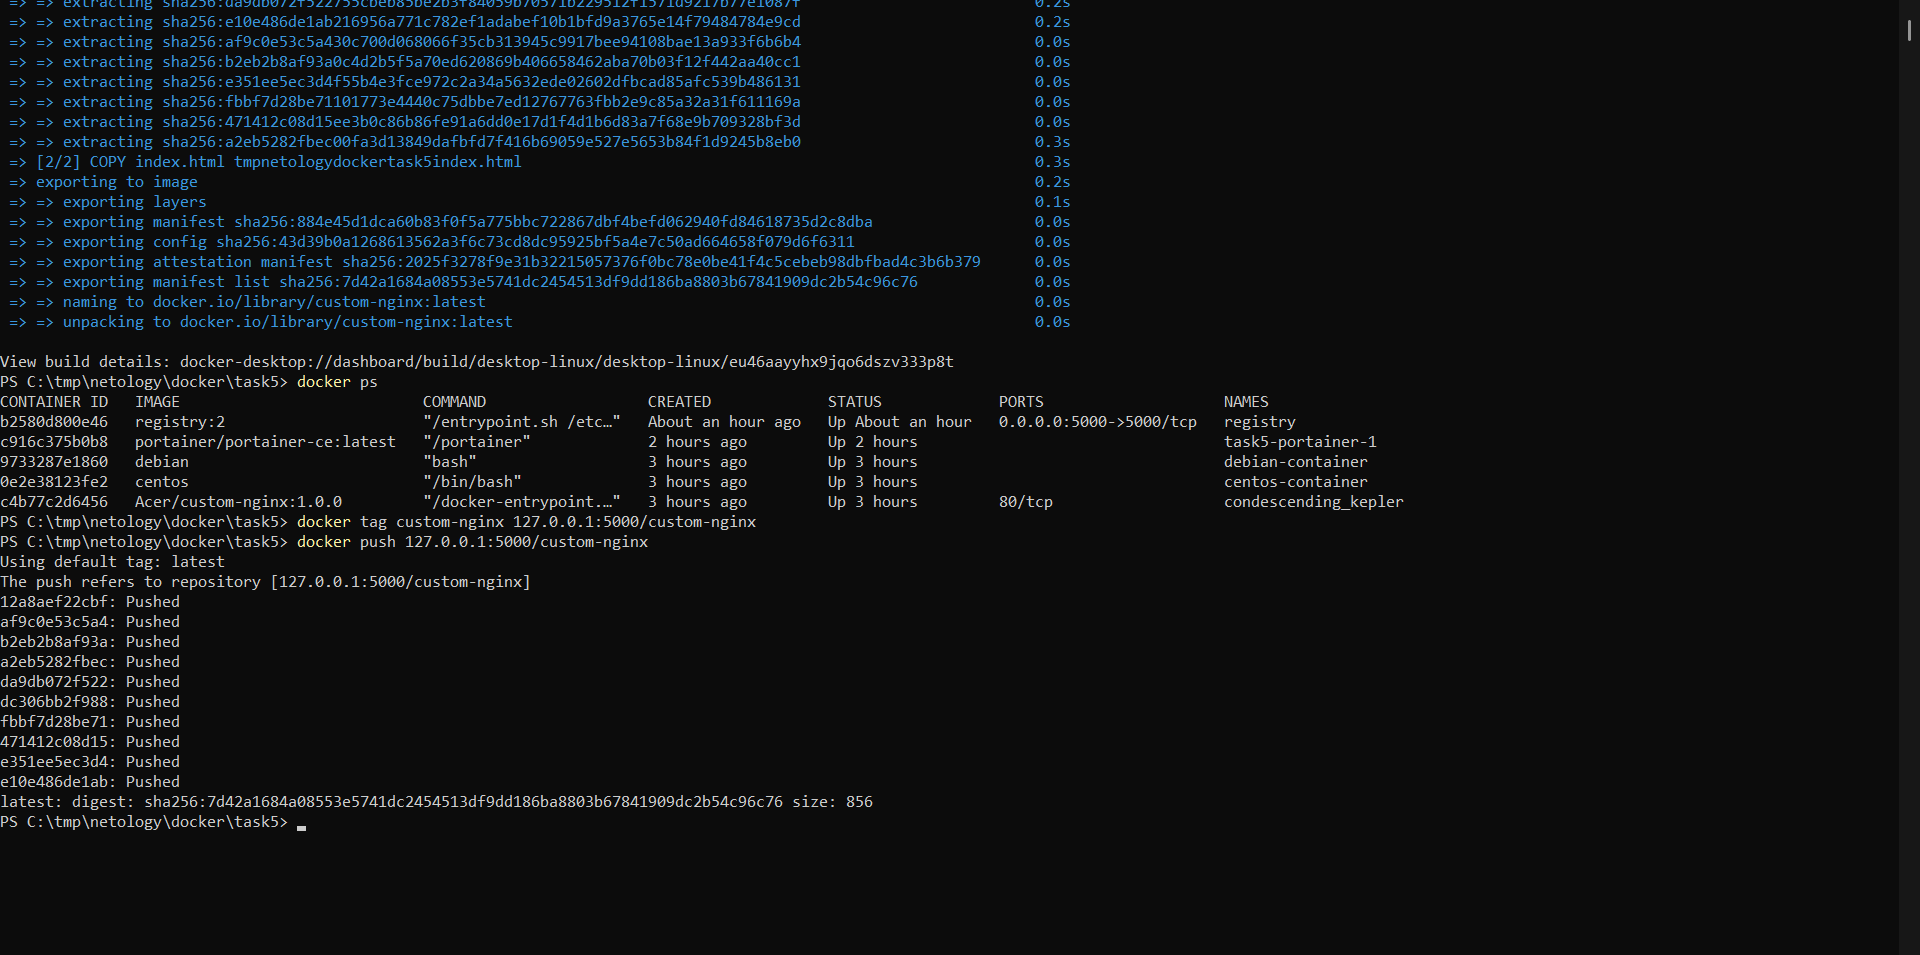 => => extracting sha256:da9db072f522755cbeb85be2b3f84059b70571b229512f1571d9217b77e1087f 0.2s
=> => extracting sha256:e10e486de1ab216956a771c782ef1adabef10b1bfd9a3765e14f79484784e9cd 0.2s
=> => extracting sha256:af9c0e53c5a430c700d068066f35cb313945c9917bee94108bae13a933f6b6b4 0.0s
=> => extracting sha256:b2eb2b8af93a0c4d2b5f5a70ed620869b406658462aba70b03f12f442aa40cc1 0.0s
=> => extracting sha256:e351ee5ec3d4f55b4e3fce972c2a34a5632ede02602dfbcad85afc539b486131 0.0s
=> => extracting sha256:fbbf7d28be71101773e4440c75dbbe7ed12767763fbb2e9c85a32a31f611169a 0.0s
=> => extracting sha256:471412c08d15ee3b0c86b86fe91a6dd0e17d1f4d1b6d83a7f68e9b709328bf3d 0.0s
=> => extracting sha256:a2eb5282fbec00fa3d13849dafbfd7f416b69059e527e5653b84f1d9245b8eb0 0.3s
=> [2/2] COPY index.html tmpnetologydockertask5index.html 0.3s
=> exporting to image 0.2s
=> => exporting layers 0.1s
=> => exporting manifest sha256:884e45d1dca60b83f0f5a775bbc722867dbf4befd062940fd84618735d2c8dba 0.0s
=> => exporting config sha256:43d39b0a1268613562a3f6c73cd8dc95925bf5a4e7c50ad664658f079d6f6311 0.0s
=> => exporting attestation manifest sha256:2025f3278f9e31b32215057376f0bc78e0be41f4c5cebeb98dbfbad4c3b6b379 0.0s
=> => exporting manifest list sha256:7d42a1684a08553e5741dc2454513df9dd186ba8803b67841909dc2b54c96c76 0.0s
=> => naming to docker.io/library/custom-nginx:latest 0.0s
=> => unpacking to docker.io/library/custom-nginx:latest 0.0s
View build details: docker-desktop://dashboard/build/desktop-linux/desktop-linux/eu46aayyhx9jqo6dszv333p8t
PS C:\tmp\netology\docker\task5> docker ps
CONTAINER ID IMAGE COMMAND CREATED STATUS PORTS NAMES
b2580d800e46 registry:2 "/entrypoint.sh /etc…" About an hour ago Up About an hour 0.0.0.0:5000->5000/tcp registry
c916c375b0b8 portainer/portainer-ce:latest "/portainer" 2 hours ago Up 2 hours task5-portainer-1
9733287e1860 debian "bash" 3 hours ago Up 3 hours debian-container
0e2e38123fe2 centos "/bin/bash" 3 hours ago Up 3 hours centos-container
c4b77c2d6456 Acer/custom-nginx:1.0.0 "/docker-entrypoint.…" 3 hours ago Up 3 hours 80/tcp condescending_kepler
PS C:\tmp\netology\docker\task5> docker tag custom-nginx 127.0.0.1:5000/custom-nginx
PS C:\tmp\netology\docker\task5> docker push 127.0.0.1:5000/custom-nginx
Using default tag: latest
The push refers to repository [127.0.0.1:5000/custom-nginx]
12a8aef22cbf: Pushed
af9c0e53c5a4: Pushed
b2eb2b8af93a: Pushed
a2eb5282fbec: Pushed
da9db072f522: Pushed
dc306bb2f988: Pushed
fbbf7d28be71: Pushed
471412c08d15: Pushed
e351ee5ec3d4: Pushed
e10e486de1ab: Pushed
latest: digest: sha256:7d42a1684a08553e5741dc2454513df9dd186ba8803b67841909dc2b54c96c76 size: 856
PS C:\tmp\netology\docker\task5>